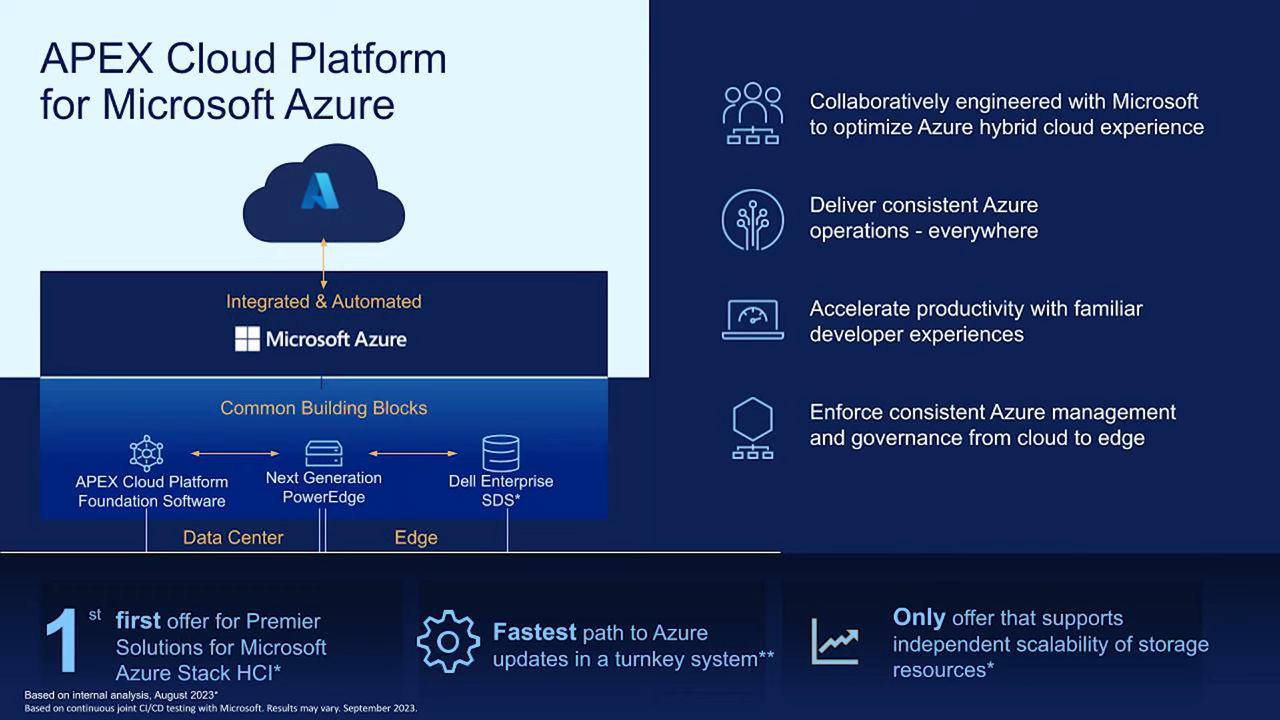 APEX Cloud Platform
for Microsoft Azure
Integrated & Automated
Microsoft Azure
Common Building Blocks
APEX Cloud Platform
Foundation Software
Next Generation
PowerEdge
Dell Enterprise
SDS*
Data Center
Edge
Collaboratively engineered with Microsoft
to optimize Azure hybrid cloud experience
Deliver consistent Azure
operations - everywhere
Accelerate productivity with familiar
developer experiences
Enforce consistent Azure management
and governance from cloud to edge
1st
first offer for Premier
Solutions for Microsoft
Azure Stack HCI*
Fastest path to Azure
updates in a turnkey system**
Only offer that supports
independent scalability of storage
resources*
Based on internal analysis, August 2023*
Based on continuous joint CI/CD testing with Microsoft. Results may vary. September 2023.